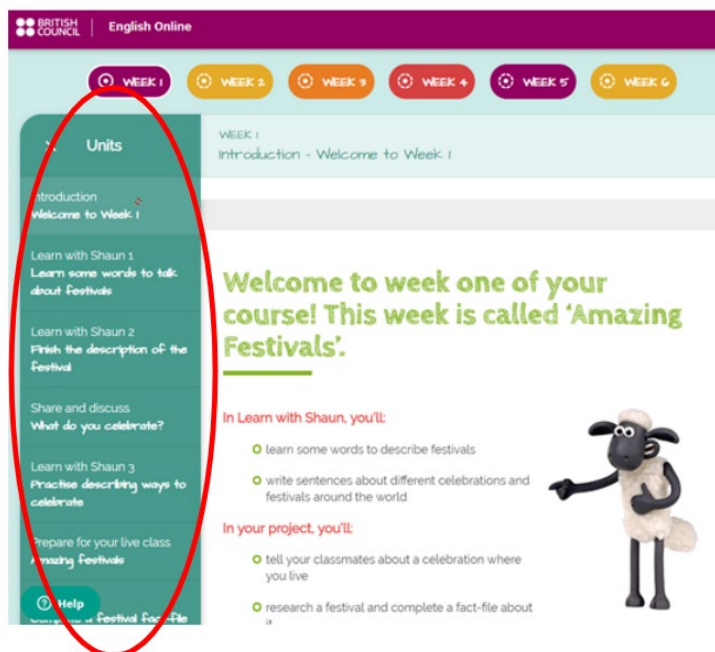 BRITISH
COUNCIL
English Online
WEEK 1
WEEK 2
WEEK 3
WEEK 4
WEEK 5
WEEK 6
Units
Introduction
Welcome to Week 1
Learn with Shaun 1
Learn some words to talk
about festivals
Learn with Shaun 2
Finish the description of the
festival
Share and discuss
What do you celebrate?
Learn with Shaun 3
Practise describing ways to
celebrate
Prepare for your live class
Amazing festivals
Help
Complete a festival fact-file
WEEK 1
Introduction - Welcome to Week 1
Welcome to week one of your
course! This week is called ‘Amazing
Festivals’.
In Learn with Shaun, you'll:
learn some words to describe festivals
write sentences about different celebrations and
festivals around the world
In your project, you'll:
tell your classmates about a celebration where
you live
research a festival and complete a fact-file about
it